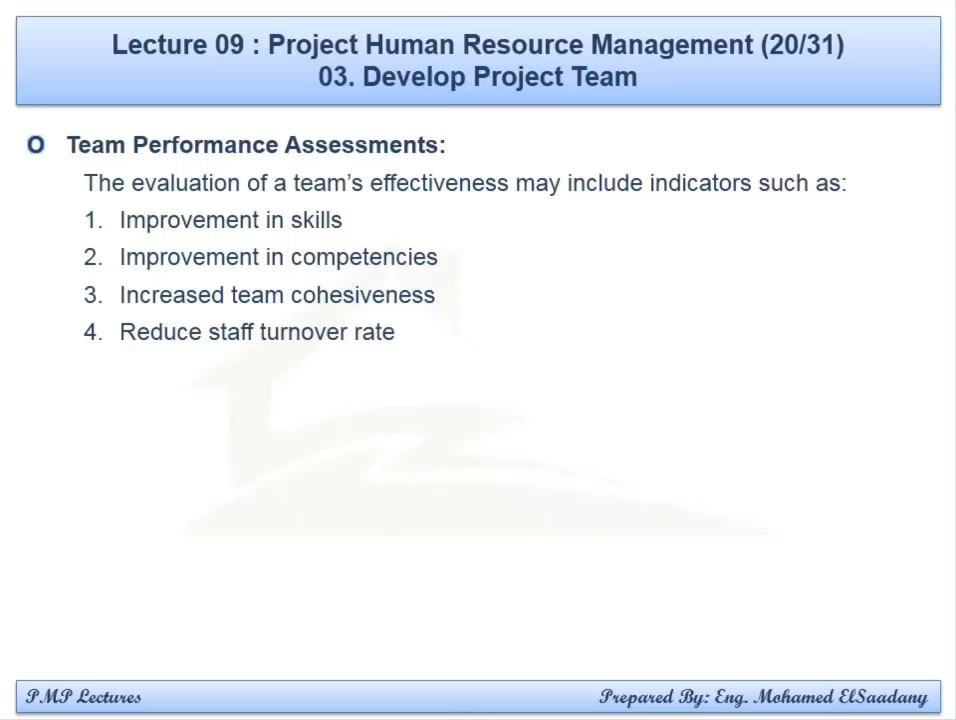 Lecture 09 : Project Human Resource Management (20/31)
03. Develop Project Team
O Team Performance Assessments:
The evaluation of a team's effectiveness may include indicators such as:
1. Improvement in skills
2. Improvement in competencies
3. Increased team cohesiveness
4. Reduce staff turnover rate
PMP Lectures
Prepared By: Eng. Mohamed ElSaadany